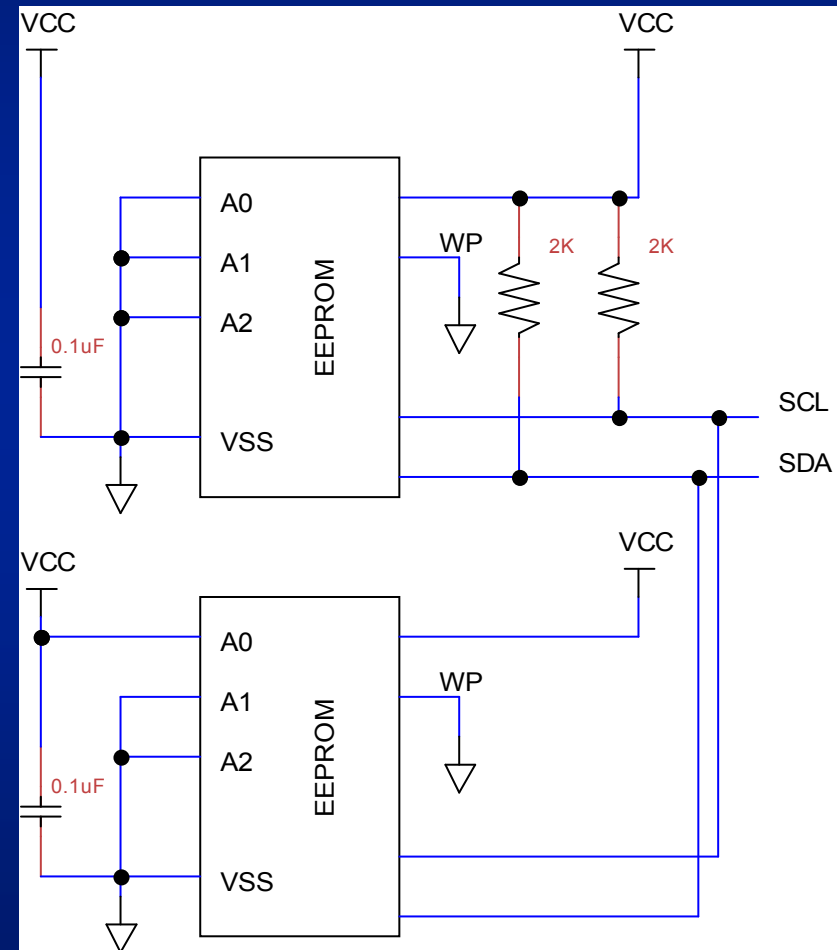 VCC
VCC
A0
WP
2K
2K
A1
A2
EEPROM
0.1uF
SCL
VSS
SDA
VCC
VCC
A0
WP
A1
A2
EEPROM
0.1uF
VSS